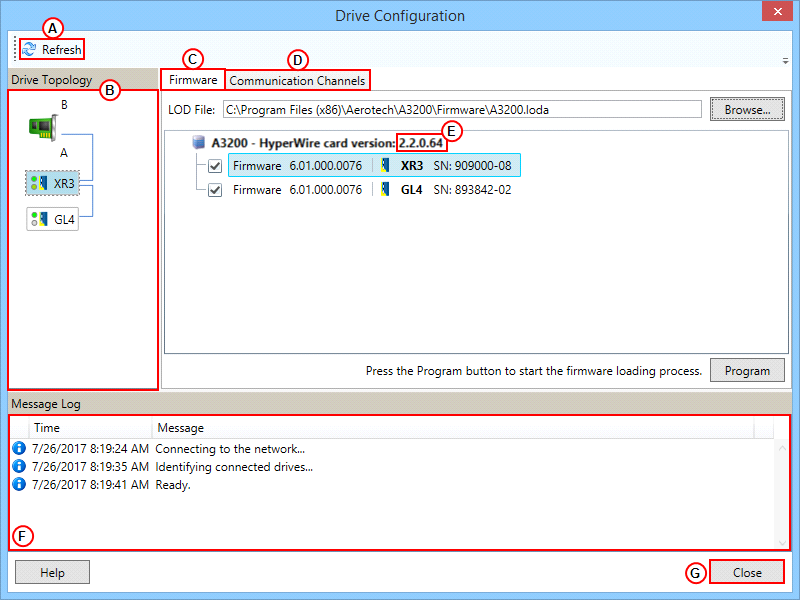 Drive Configuration
A
Refresh
C
D
Drive Topology
B
Firmware
Communication Channels
B
A
XR3
GL4
LOD File: C:\Program Files (x86)\Aerotech\A3200\Firmware\A3200.loda
Browse...
E
A3200 - HyperWire card version: 2.2.0.64
Firmware 6.01.000.0076 XR3 SN: 909000-08
Firmware 6.01.000.0076 GL4 SN: 893842-02
Press the Program button to start the firmware loading process.
Program
Message Log
Time Message
7/26/2017 8:19:24 AM Connecting to the network...
7/26/2017 8:19:35 AM Identifying connected drives...
7/26/2017 8:19:41 AM Ready.
F
Help
G
Close